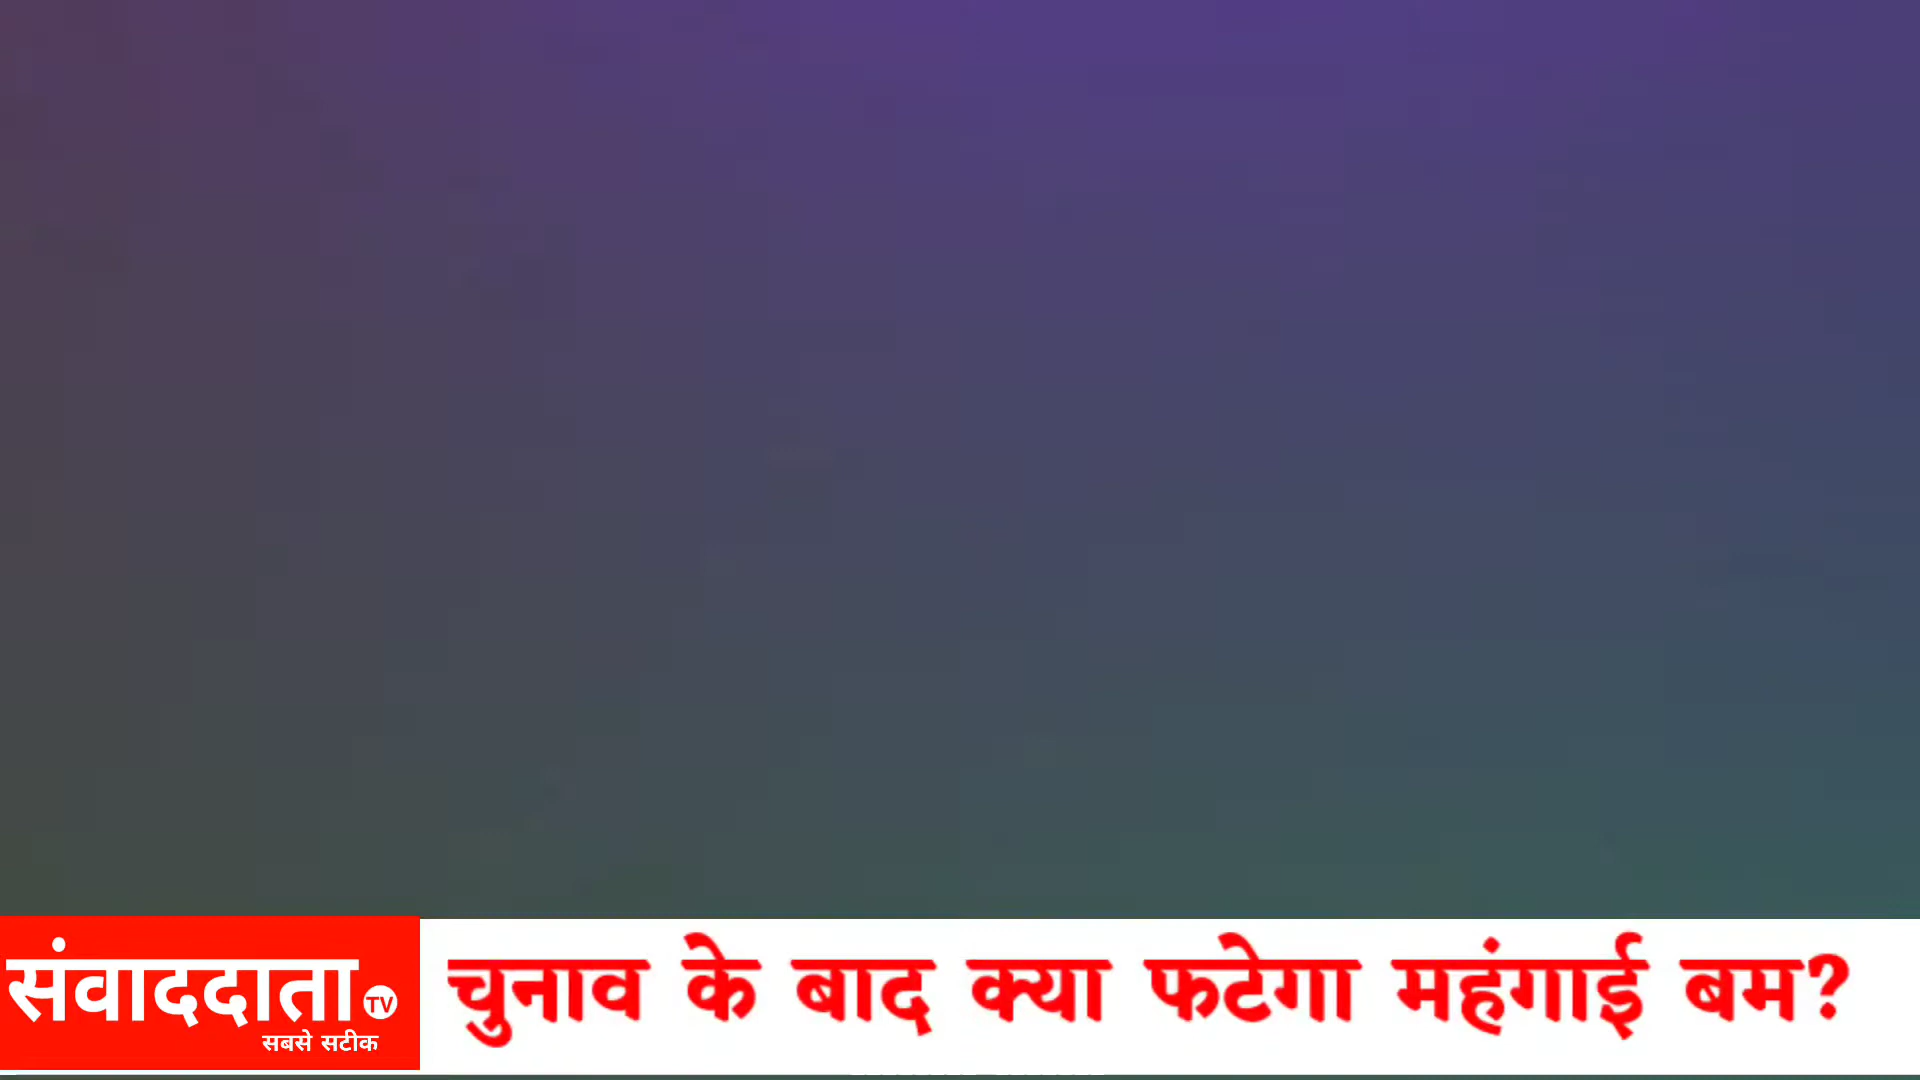 संवाददाता TV
सबसे सटीक
चुनाव के बाद क्या फटेगा महंगाई बम?